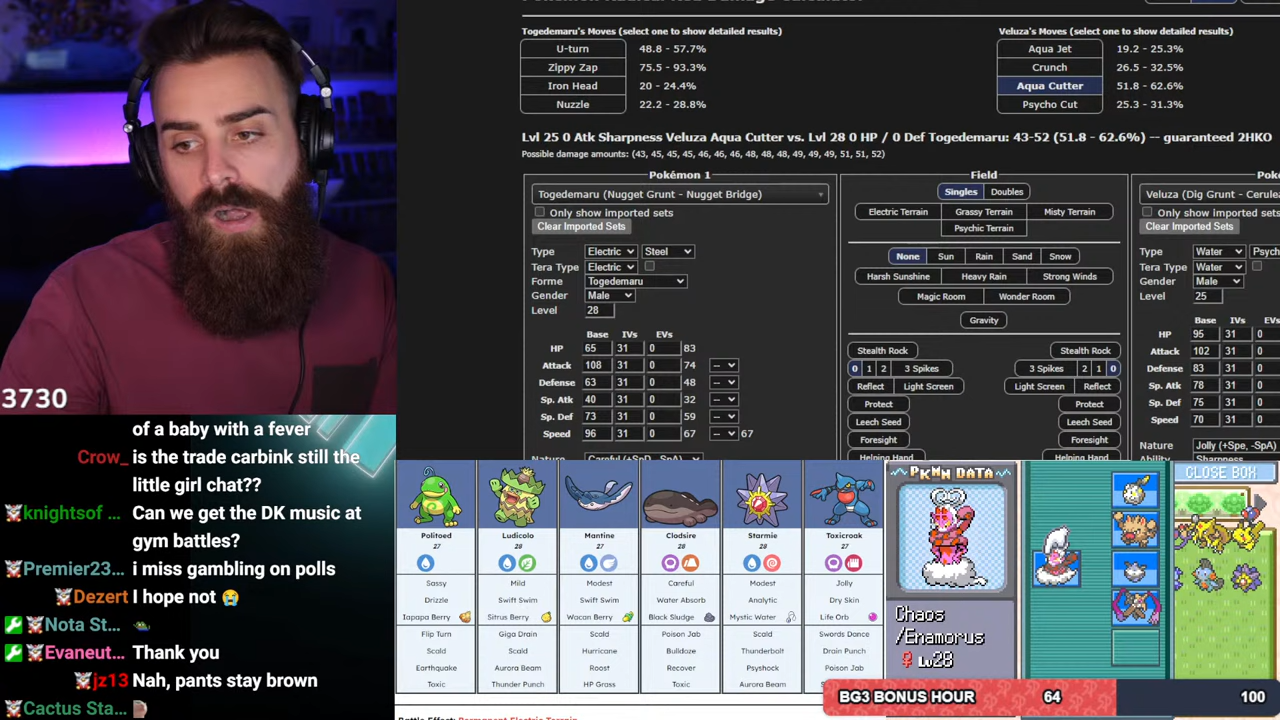 Togedemaru's Moves (select one to show detailed results)
U-turn 48.8 - 57.7%
Zippy Zap 75.5 - 93.3%
Iron Head 20 - 24.4%
Nuzzle 22.2 - 28.8%
Veluza's Moves (select one to show detailed results)
Aqua Jet 19.2 - 25.3%
Crunch 26.5 - 32.5%
Aqua Cutter 51.8 - 62.6%
Psycho Cut 25.3 - 31.3%
Lvl 25 0 Atk Sharpness Veluza Aqua Cutter vs. Lvl 28 0 HP / 0 Def Togedemaru: 43-52 (51.8 - 62.6%) -- guaranteed 2HKO
Possible damage amounts: (43, 45, 45, 45, 46, 46, 46, 48, 48, 48, 49, 49, 49, 51, 51, 52)
Pokémon 1
Togedemaru (Nugget Grunt - Nugget Bridge)
Only show imported sets
Clear Imported Sets
Type Electric Steel
Tera Type Electric
Forme Togedemaru
Gender Male
Level 28
Base IVs EVs
HP 65 31 0 83
Attack 108 31 0 74 --
Defense 63 31 0 48 --
Sp. Atk 40 31 0 32 --
Sp. Def 73 31 0 59 --
Speed 96 31 0 67 -- 67
Nature Careful (+SpD, -SpA)
Field
Singles Doubles
Electric Terrain Grassy Terrain Misty Terrain
Psychic Terrain
None Sun Rain Sand Snow
Harsh Sunshine Heavy Rain Strong Winds
Magic Room Wonder Room
Gravity
Stealth Rock Stealth Rock
0 1 2 3 Spikes 3 Spikes 2 1 0
Reflect Light Screen Light Screen Reflect
Protect Protect
Leech Seed Leech Seed
Foresight Foresight
Helping Hand Helping Hand
Veluza (Dig Grunt - Cerule
Only show imported sets
Clear Imported Sets
Type Water Psych
Tera Type Water
Gender Male
Level 25
Base IVs EVs
HP 95 31 0
Attack 102 31 0
Defense 83 31 0
Sp. Atk 78 31 0
Sp. Def 75 31 0
Speed 70 31 0
Nature Jolly (+Spe, -SpA)
3730
of a baby with a fever
Crow_ is the trade carbink still the
little girl chat??
knightsof ... Can we get the DK music at
gym battles?
Premier23... i miss gambling on polls
Dezert I hope not 😭
Nota St...
Evaneut... Thank you
jz13 Nah, pants stay brown
Cactus Sta...
Politoed
27
Sassy
Drizzle
Iapapa Berry
Flip Turn
Scald
Earthquake
Toxic
Ludicolo
28
Mild
Swift Swim
Sitrus Berry
Giga Drain
Scald
Aurora Beam
Thunder Punch
Mantine
27
Modest
Swift Swim
Wacan Berry
Scald
Hurricane
Roost
HP Grass
Clodsire
28
Careful
Water Absorb
Black Sludge
Poison Jab
Bulldoze
Recover
Toxic
Starmie
28
Modest
Analytic
Mystic Water
Scald
Thunderbolt
Psyshock
Aurora Beam
Toxicroak
27
Jolly
Dry Skin
Life Orb
Swords Dance
Drain Punch
Poison Jab
PKMN DATA
Chaos
/Enamorus
♀ Lv28
CLOSE BOX
BG3 BONUS HOUR 64 100